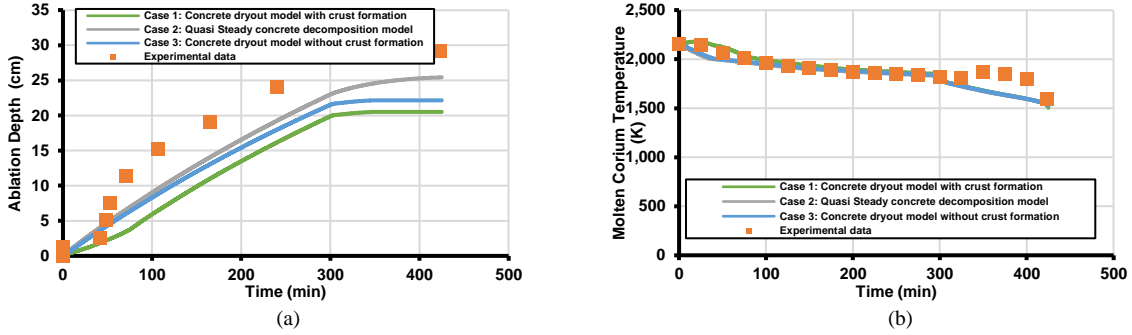 35
30
25
20
15
10
5
0
Ablation Depth (cm)
Case 1: Concrete dryout model with crust formation
Case 2: Quasi Steady concrete decomposition model
Case 3: Concrete dryout model without crust formation
Experimental data
0 100 200 300 400 500
Time (min)
(a)
2,500
2,000
1,500
1,000
500
0
Molten Corium Temperature
(K)
Case 1: Concrete dryout model with crust formation
Case 2: Quasi Steady concrete decomposition model
Case 3: Concrete dryout model without crust formation
Experimental data
0 100 200 300 400 500
Time (min)
(b)